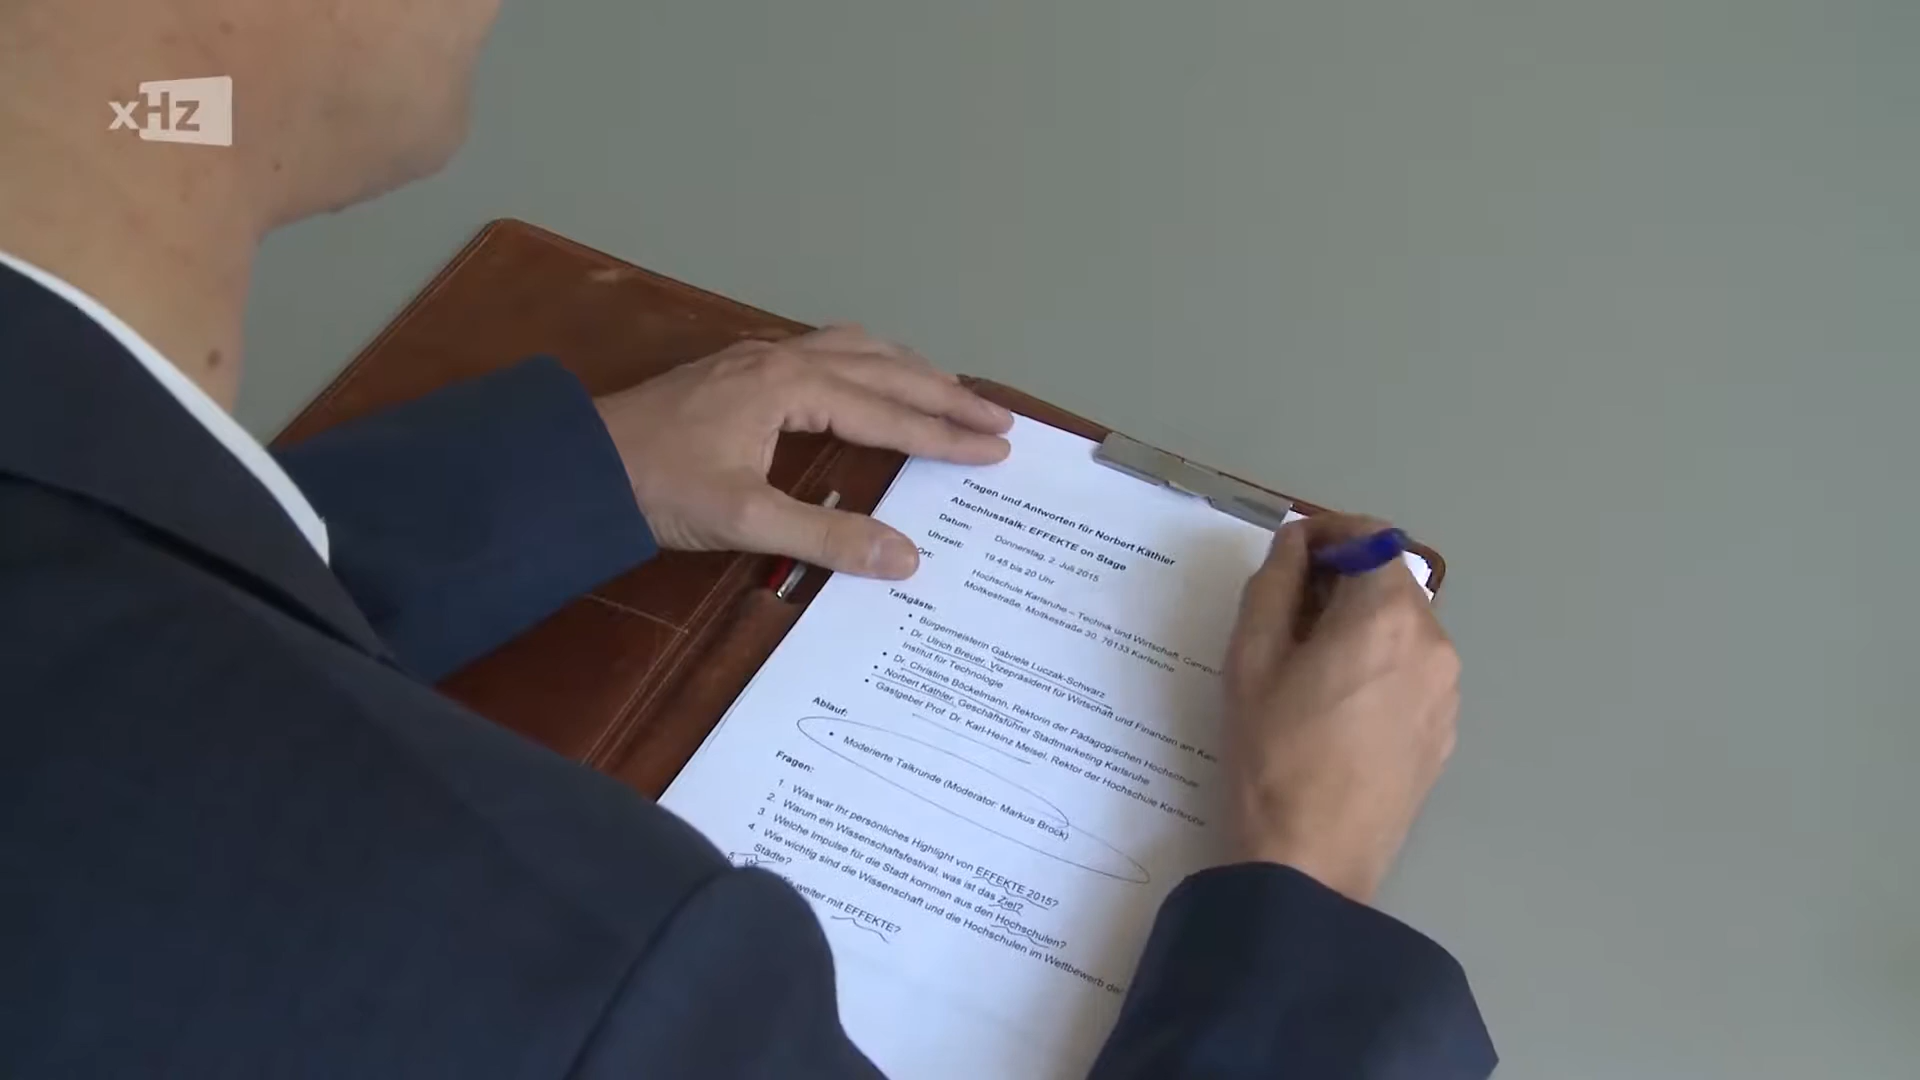 xHz
Fragen und Antworten für Norbert Käthler
Abschlusstalk: EFFEKTE on Stage
Datum: Donnerstag, 2. Juli 2015
Uhrzeit: 19.45 bis 20 Uhr
Ort: Hochschule Karlsruhe – Technik und Wirtschaft, Campus
Moltkestraße, Moltkestraße 30, 76133 Karlsruhe
Talkgäste:
• Bürgermeisterin Gabriele Luczak-Schwarz
• Dr. Ulrich Breuer, Vizepräsident für Wirtschaft und Finanzen am
Institut für Technologie
• Dr. Christine Böckelmann, Rektorin der Pädagogischen Hochschule
• Norbert Käthler, Geschäftsführer Stadtmarketing Karlsruhe
• Gastgeber Prof. Dr. Karl-Heinz Meisel, Rektor der Hochschule Karlsruhe
Ablauf:
• Moderierte Talkrunde (Moderator: Markus Brock)
Fragen:
1. Was war Ihr persönliches Highlight von EFFEKTE 2015?
2. Warum ein Wissenschaftsfestival, was ist das Ziel?
3. Welche Impulse für die Stadt kommen aus den Hochschulen?
4. Wie wichtig sind die Wissenschaft und die Hochschulen im Wettbewerb der
Städte?
5. weiter mit EFFEKTE?